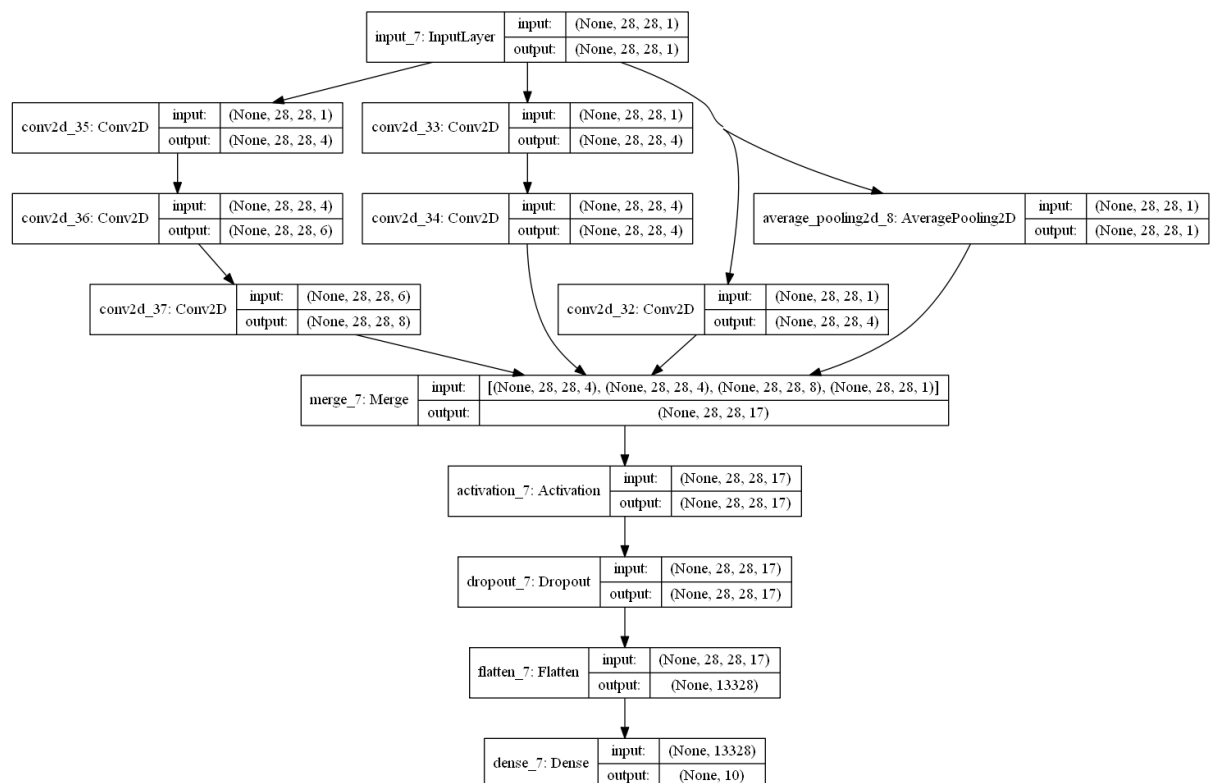 input_7: InputLayer
input: (None, 28, 28, 1)
output: (None, 28, 28, 1)
conv2d_35: Conv2D
input: (None, 28, 28, 1)
output: (None, 28, 28, 4)
conv2d_33: Conv2D
input: (None, 28, 28, 1)
output: (None, 28, 28, 4)
conv2d_36: Conv2D
input: (None, 28, 28, 4)
output: (None, 28, 28, 6)
conv2d_34: Conv2D
input: (None, 28, 28, 4)
output: (None, 28, 28, 4)
average_pooling2d_8: AveragePooling2D
input: (None, 28, 28, 1)
output: (None, 28, 28, 1)
conv2d_37: Conv2D
input: (None, 28, 28, 6)
output: (None, 28, 28, 8)
conv2d_32: Conv2D
input: (None, 28, 28, 1)
output: (None, 28, 28, 4)
merge_7: Merge
input: [(None, 28, 28, 4), (None, 28, 28, 4), (None, 28, 28, 8), (None, 28, 28, 1)]
output: (None, 28, 28, 17)
activation_7: Activation
input: (None, 28, 28, 17)
output: (None, 28, 28, 17)
dropout_7: Dropout
input: (None, 28, 28, 17)
output: (None, 28, 28, 17)
flatten_7: Flatten
input: (None, 28, 28, 17)
output: (None, 13328)
dense_7: Dense
input: (None, 13328)
output: (None, 10)